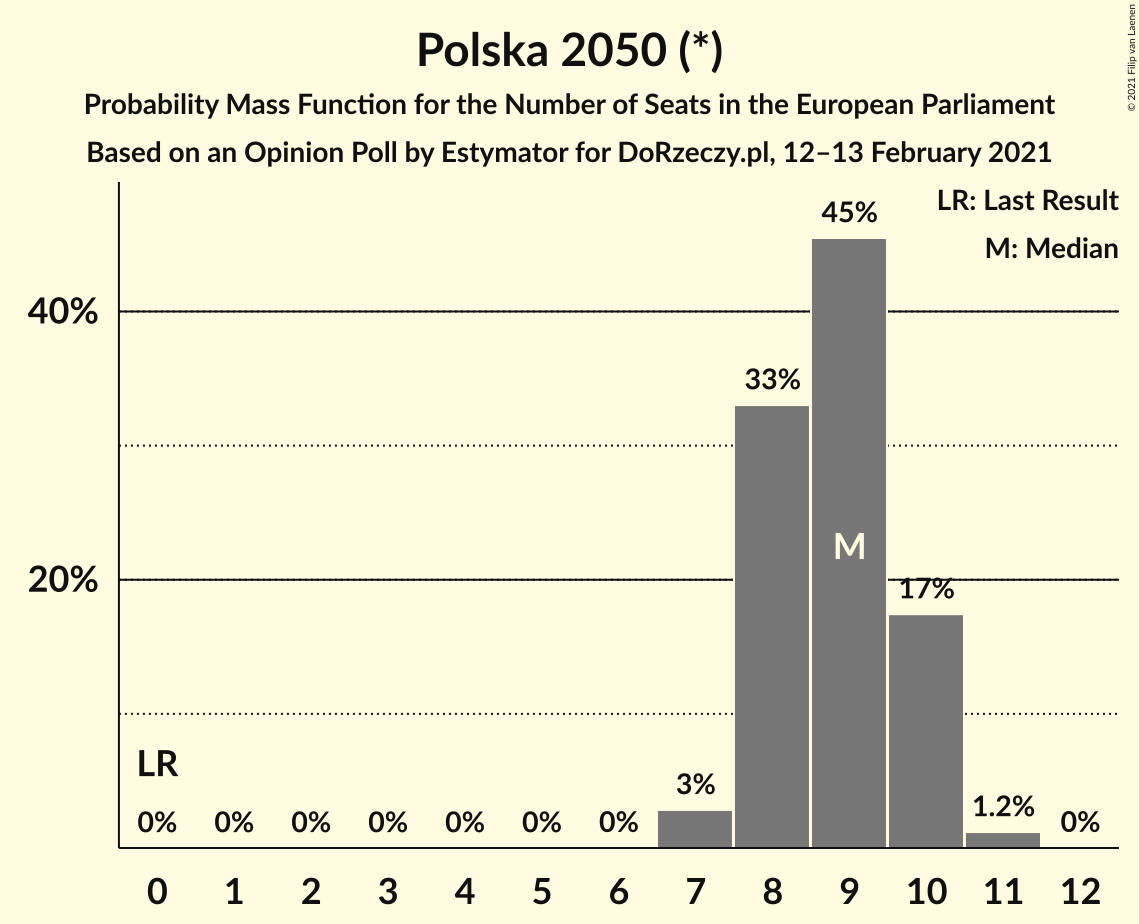 Polska 2050 (*)
Probability Mass Function for the Number of Seats in the European Parliament
Based on an Opinion Poll by Estymator for DoRzeczy.pl, 12–13 February 2021
© 2021 Filip van Laenen
LR: Last Result
M: Median
40%
20%
45%
33%
M
17%
LR
3%
1.2%
0% 0% 0% 0% 0% 0% 0% 0%
0 1 2 3 4 5 6 7 8 9 10 11 12